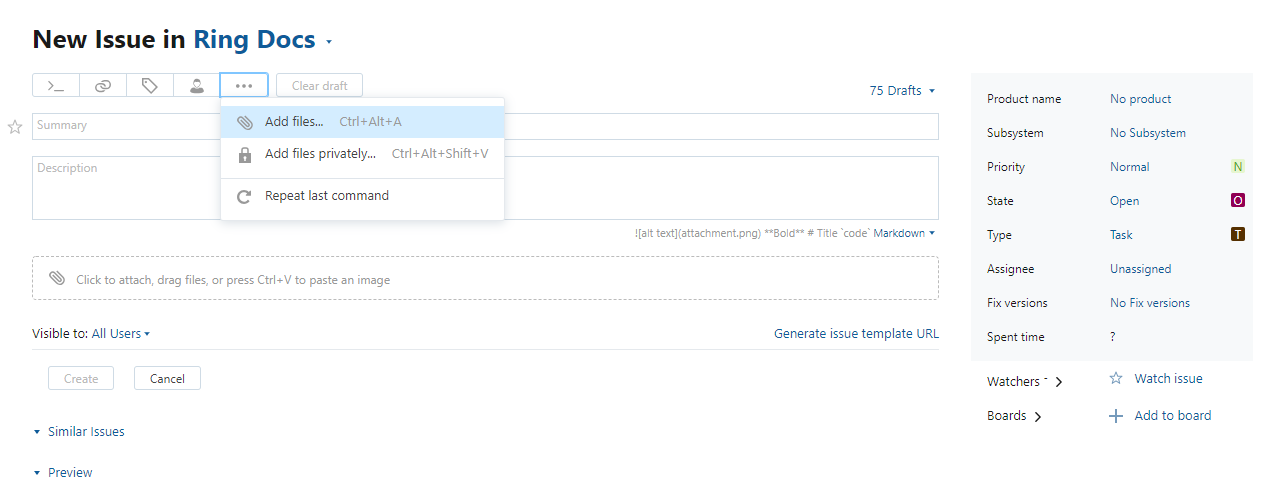 New Issue in Ring Docs
Clear draft
75 Drafts
Summary
Add files... Ctrl+Alt+A
Add files privately... Ctrl+Alt+Shift+V
Repeat last command
Description
![alt text](attachment.png) **Bold** # Title `code` Markdown
Click to attach, drag files, or press Ctrl+V to paste an image
Visible to: All Users
Generate issue template URL
Create
Cancel
Similar Issues
Preview
Product name No product
Subsystem No Subsystem
Priority Normal N
State Open O
Type Task T
Assignee Unassigned
Fix versions No Fix versions
Spent time ?
Watchers - Watch issue
Boards Add to board